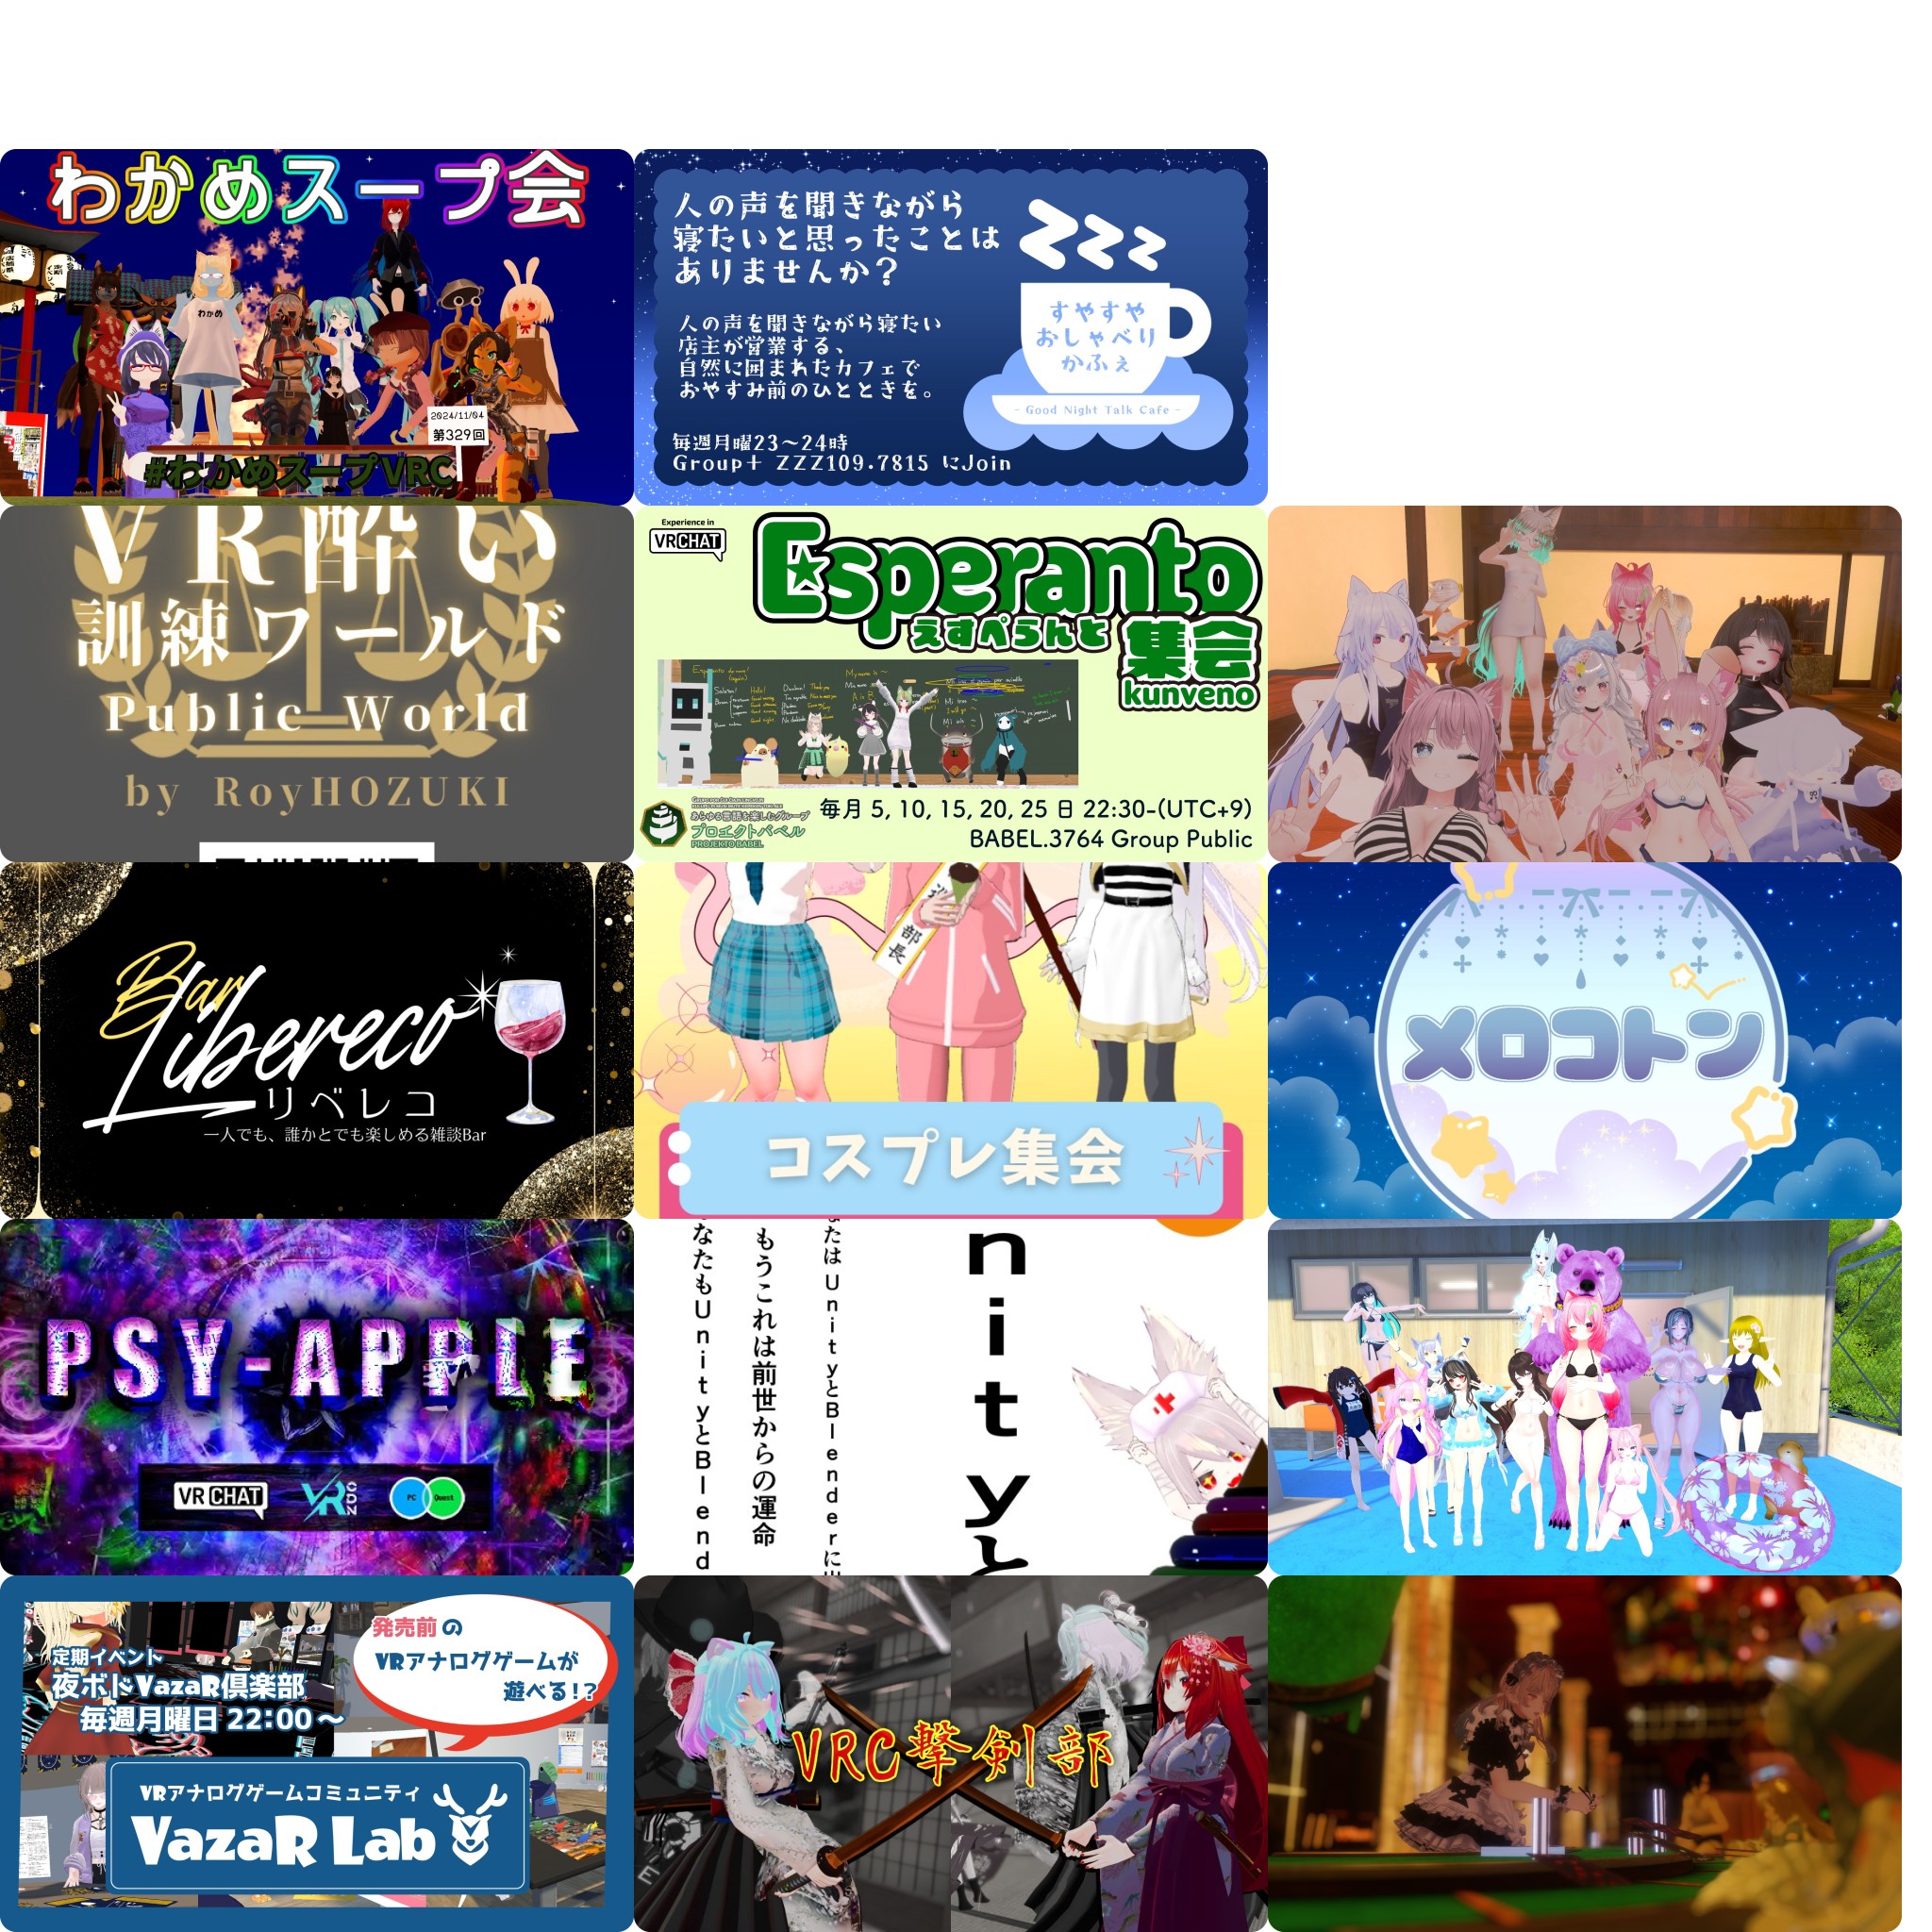 わかめスープ会
わかめ
2024/11/04
第329回
#わかめスープVRC
人の声を聞きながら
寝たいと思ったことは
ありませんか？
人の声を聞きながら寝たい
店主が営業する、
自然に囲まれたカフェで
おやすみ前のひとときを。
毎週月曜23～24時
Group+ ZZZ109.7815 にJoin
ZZZ
すやすや
おしゃべり
かふぇ
- Good Night Talk Cafe -
VR酔い
訓練ワールド
Public World
by RoyHOZUKI
Experience in
VRCHAT
Esperanto
えすぺらんと
集会
kunveno
あらゆる言語を楽しむグループ
プロエクトバベル
PROJEKTO BABEL
毎月 5, 10, 15, 20, 25 日 22:30-(UTC+9)
BABEL.3764 Group Public
Bar
Libereco
リベレコ
一人でも、誰かとでも楽しめる雑談Bar
部長
コスプレ集会
メロコトン
PSY-APPLE
VRCHAT
PC
Quest
nityと
たは UnityとBlenderに
もうこれは前世からの運命
なたもUnityとBlend
定期イベント
夜ボドVazaR倶楽部
毎週月曜日 22:00～
発売前の
VRアナログゲームが
遊べる!?
VRアナログゲームコミュニティ
VazaR Lab
VRC撃剣部